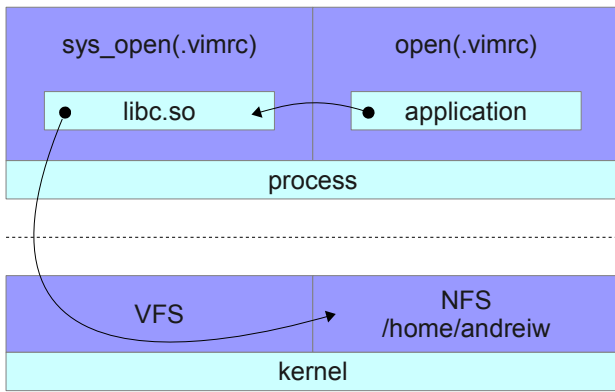 sys_open(.vimrc)
open(.vimrc)
libc.so
application
process
VFS
NFS
/home/andreiw
kernel